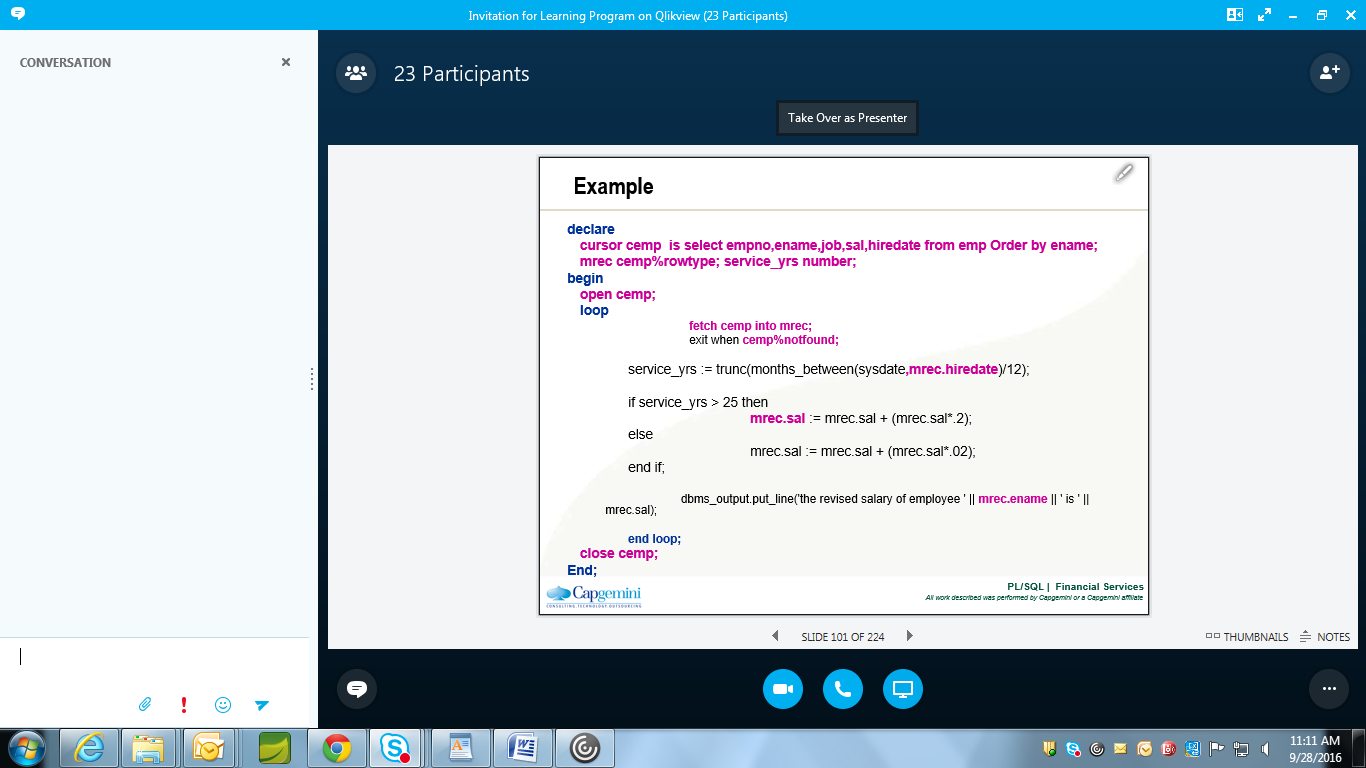 Invitation for Learning Program on Qlikview (23 Participants)
CONVERSATION
23 Participants
Take Over as Presenter
Example
declare
cursor cemp is select empno,ename,job,sal,hiredate from emp Order by ename;
mrec cemp%rowtype; service_yrs number;
begin
open cemp;
loop
fetch cemp into mrec;
exit when cemp%notfound;
service_yrs := trunc(months_between(sysdate,mrec.hiredate)/12);
if service_yrs > 25 then
mrec.sal := mrec.sal + (mrec.sal*.2);
else
mrec.sal := mrec.sal + (mrec.sal*.02);
end if;
dbms_output.put_line('the revised salary of employee ' || mrec.ename || ' is ' ||
mrec.sal);
end loop;
close cemp;
End;
Capgemini
CONSULTING.TECHNOLOGY.OUTSOURCING
PL/SQL | Financial Services
All work described was performed by Capgemini or a Capgemini affiliate
SLIDE 101 OF 224
THUMBNAILS
NOTES
11:11 AM
9/28/2016